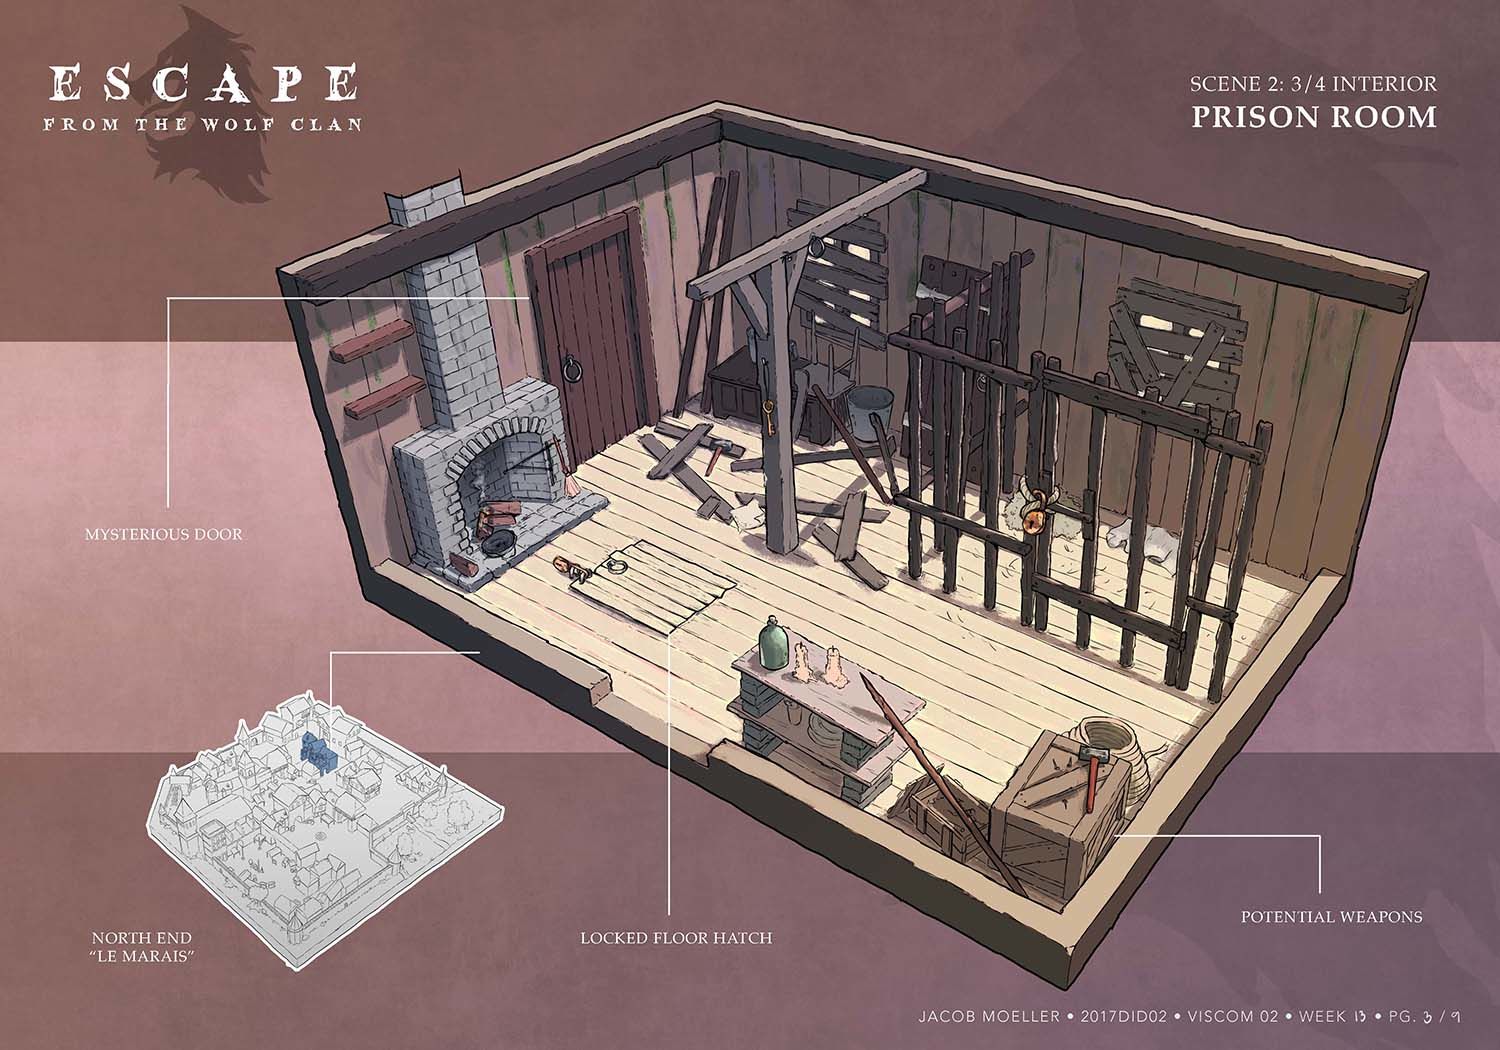 ESCAPE
FROM THE WOLF CLAN
SCENE 2: 3/4 INTERIOR
PRISON ROOM
MYSTERIOUS DOOR
NORTH END
“LE MARAIS”
LOCKED FLOOR HATCH
POTENTIAL WEAPONS
JACOB MOELLER • 2017DID02 • VISCOM 02 • WEEK 13 • PG. 3 / 9